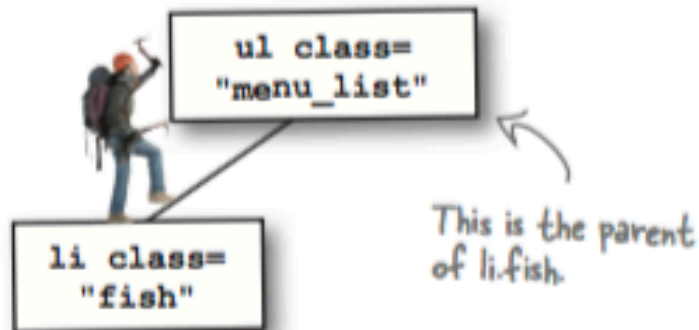 ul class=
"menu_list"
This is the parent
of li.fish.
li class=
"fish"